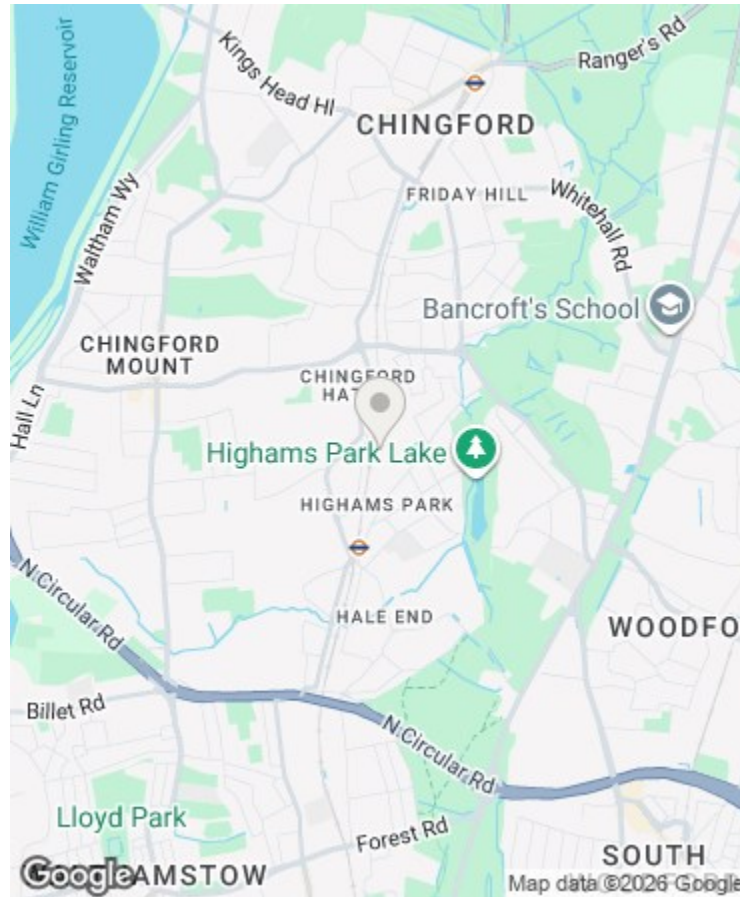 Kings Head Hl
Ranger's Rd
CHINGFORD
William Girling Reservoir
FRIDAY HILL
Whitehall Rd
Waltham Wy
Bancroft's School
CHINGFORD
MOUNT
CHINGFORD
HAT
Hall Ln
Highams Park Lake
HIGHAMS PARK
N Circular Rd
HALE END
WOODFO
Billet Rd
N Circular Rd
Lloyd Park
Forest Rd
SOUTH
Google
AMSTOW
Map data ©2026 Google